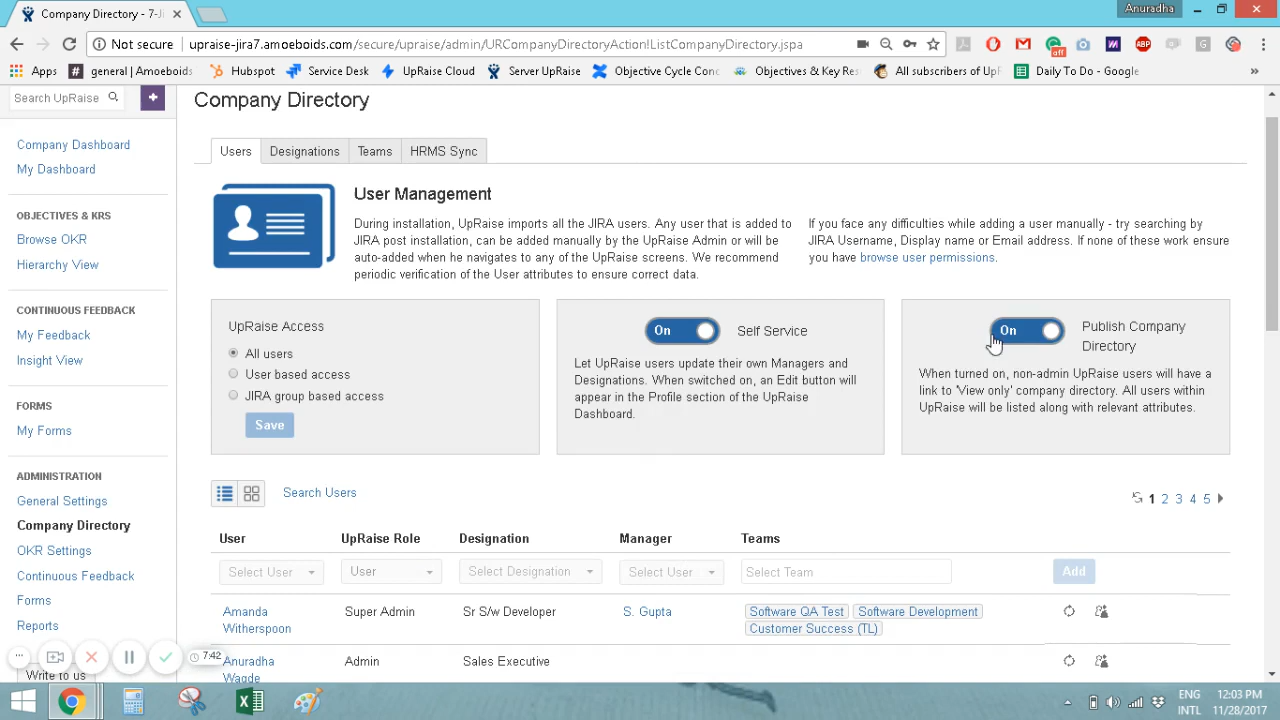 Company Directory - 7-Ji
Anuradha
Not secure | upraise-jira7.amoeboids.com/secure/upraise/admin/URCompanyDirectoryAction!ListCompanyDirectory.jspa
Apps
general | Amoeboids
Hubspot
Service Desk
UpRaise Cloud
Server UpRaise
Objective Cycle Conc
Objectives & Key Res
All subscribers of UpF
Daily To Do - Google
»
Search UpRaise
+
Company Directory
Company Dashboard
My Dashboard
OBJECTIVES & KRS
Browse OKR
Hierarchy View
CONTINUOUS FEEDBACK
My Feedback
Insight View
FORMS
My Forms
ADMINISTRATION
General Settings
Company Directory
OKR Settings
Continuous Feedback
Forms
Reports
Write to us
Users
Designations
Teams
HRMS Sync
User Management
During installation, UpRaise imports all the JIRA users. Any user that is added to
JIRA post installation, can be added manually by the UpRaise Admin or will be
auto-added when he navigates to any of the UpRaise screens. We recommend
periodic verification of the User attributes to ensure correct data.
If you face any difficulties while adding a user manually - try searching by
JIRA Username, Display name or Email address. If none of these work ensure
you have browse user permissions.
UpRaise Access
All users
User based access
JIRA group based access
Save
On
Self Service
Let UpRaise users update their own Managers and
Designations. When switched on, an Edit button will
appear in the Profile section of the UpRaise
Dashboard.
On
Publish Company
Directory
When turned on, non-admin UpRaise users will have a
link to 'View only' company directory. All users within
UpRaise will be listed along with relevant attributes.
Search Users
1 2 3 4 5
User UpRaise Role Designation Manager Teams
Select User User Select Designation Select User Select Team Add
Amanda
Witherspoon
Super Admin Sr S/w Developer S. Gupta
Software QA Test Software Development
Customer Success (TL)
Anuradha
Wagde
Admin Sales Executive
7:42
off
ABP
ENG
INTL
12:03 PM
11/28/2017